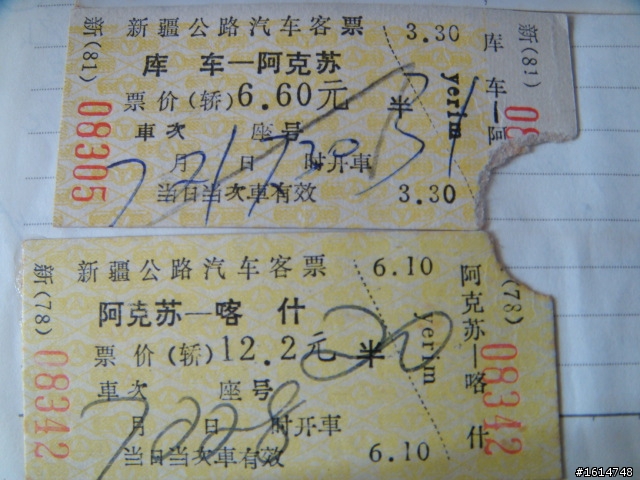 新(81)
08305
新疆公路汽车客票
库 车—阿克苏
票价(轿)6.60元
車次 座号
月 日 时开車
当日当次車有效
3.30
半
yerim
3.30
新(81)
库车—阿
新(78)
08342
新疆公路汽车客票
阿克苏—喀 什
票价(轿)12.2元
車次 座号
月 日 时开車
当日当次車有效
6.10
半
yerim
6.10
(78)
阿克苏—喀什
08342
#1614748